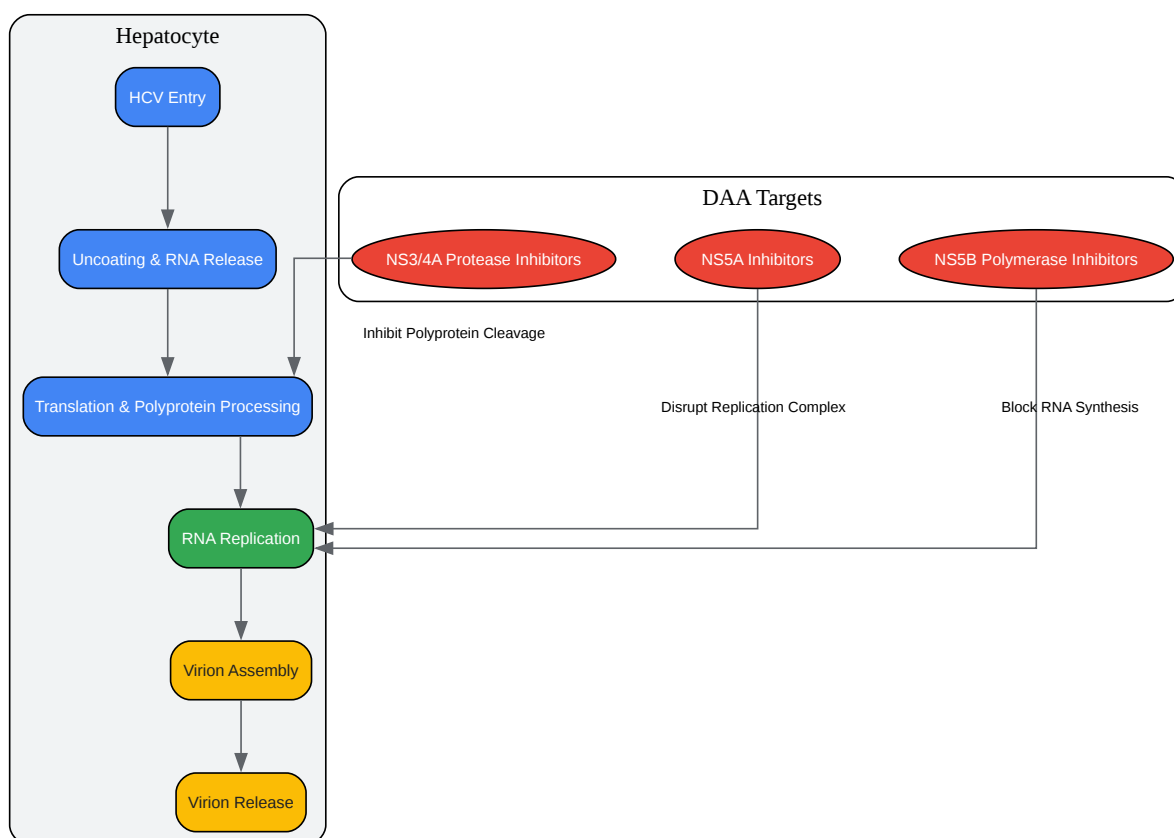 Hepatocyte
HCV Entry
DAA Targets
Uncoating & RNA Release
NS3/4A Protease Inhibitors
NS5A Inhibitors
NS5B Polymerase Inhibitors
Inhibit Polyprotein Cleavage
Translation & Polyprotein Processing
Disrupt Replication Complex
Block RNA Synthesis
RNA Replication
Virion Assembly
Virion Release